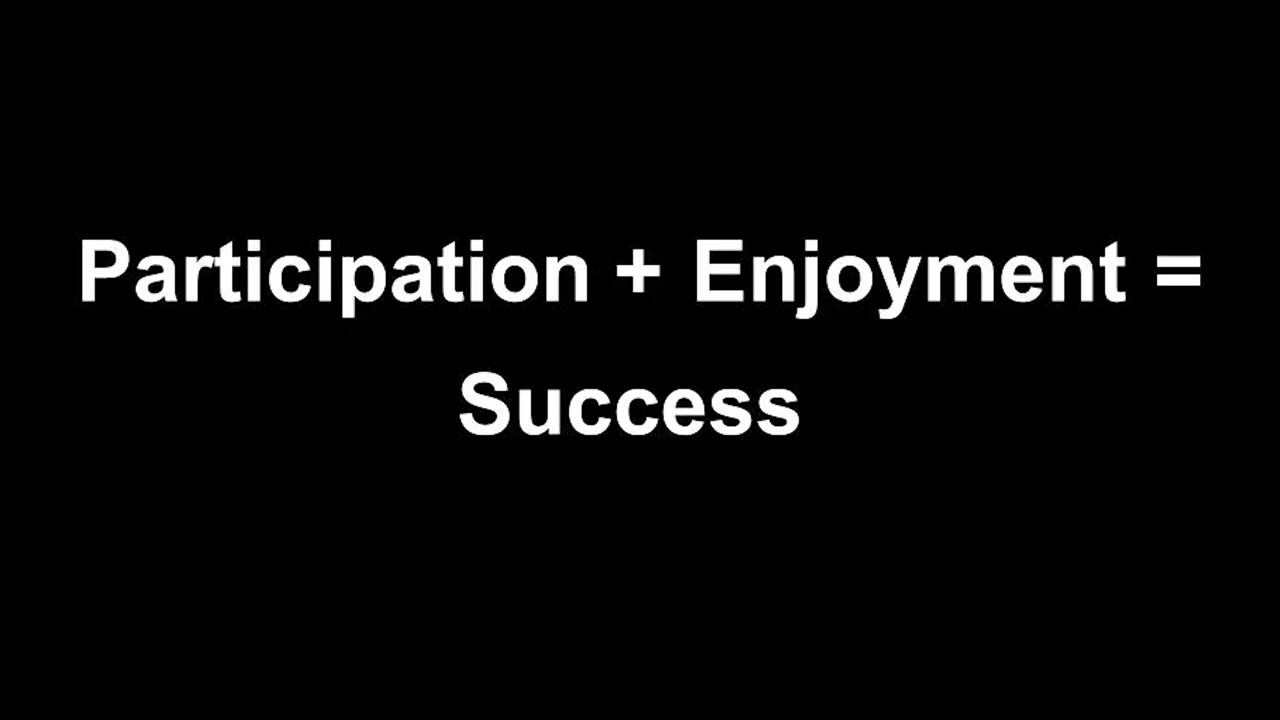 Participation + Enjoyment =
Success